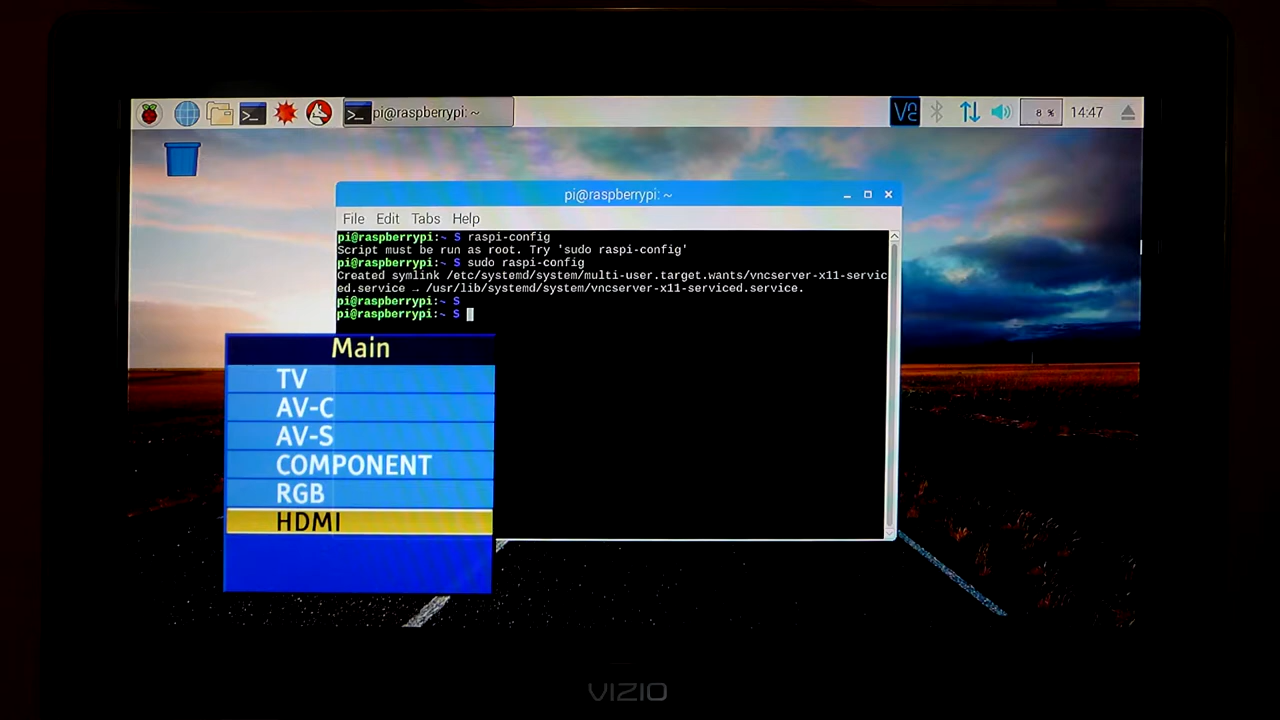 pi@raspberrypi: ~
8 %
14:47
pi@raspberrypi: ~
File Edit Tabs Help
pi@raspberrypi:~ $ raspi-config
Script must be run as root. Try 'sudo raspi-config'
pi@raspberrypi:~ $ sudo raspi-config
Created symlink /etc/systemd/system/multi-user.target.wants/vncserver-x11-servic
ed.service → /usr/lib/systemd/system/vncserver-x11-serviced.service.
pi@raspberrypi:~ $
pi@raspberrypi:~ $
Main
TV
AV-C
AV-S
COMPONENT
RGB
HDMI
VIZIO